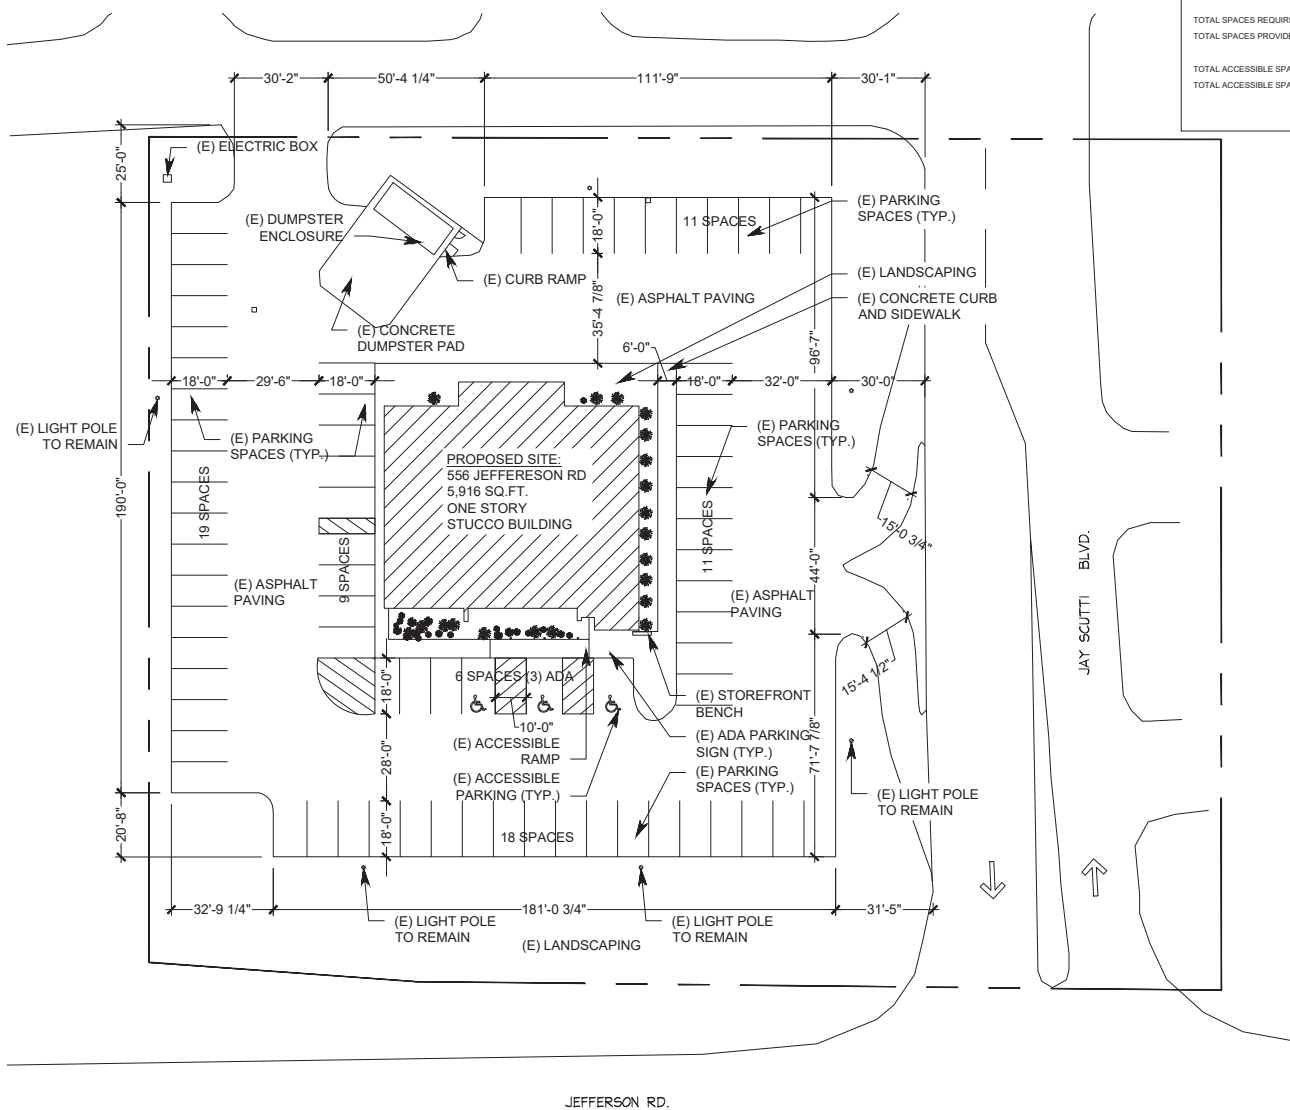 TOTAL SPACES REQUIR
TOTAL SPACES PROVID
TOTAL ACCESSIBLE SPA
TOTAL ACCESSIBLE SPA
30'-2"
50'-4 1/4"
111'-9"
30'-1"
25'-0"
(E) ELECTRIC BOX
(E) DUMPSTER
ENCLOSURE
18'-0"
11 SPACES
(E) PARKING
SPACES (TYP.)
(E) CURB RAMP
(E) LANDSCAPING
(E) ASPHALT PAVING
(E) CONCRETE CURB
AND SIDEWALK
35'-4 7/8"
(E) CONCRETE
DUMPSTER PAD
6'-0"
96'-7"
18'-0"
29'-6"
18'-0"
18'-0"
32'-0"
30'-0"
(E) LIGHT POLE
TO REMAIN
(E) PARKING
SPACES (TYP.)
(E) PARKING
SPACES (TYP.)
PROPOSED SITE:
556 JEFFERESON RD
5,916 SQ.FT.
ONE STORY
STUCCO BUILDING
190'-0"
19 SPACES
9 SPACES
11 SPACES
15'-0 3/4"
44'-0"
(E) ASPHALT
PAVING
(E) ASPHALT
PAVING
JAY SCUTTI BLVD.
18'-0"
6 SPACES (3) ADA
15'-4 1/2"
(E) STOREFRONT
BENCH
10'-0"
(E) ACCESSIBLE
RAMP
(E) ADA PARKING
SIGN (TYP.)
28'-0"
71'-7 7/8"
(E) ACCESSIBLE
PARKING (TYP.)
(E) PARKING
SPACES (TYP.)
(E) LIGHT POLE
TO REMAIN
20'-8"
18'-0"
18 SPACES
32'-9 1/4"
181'-0 3/4"
31'-5"
(E) LIGHT POLE
TO REMAIN
(E) LANDSCAPING
(E) LIGHT POLE
TO REMAIN
JEFFERSON RD.